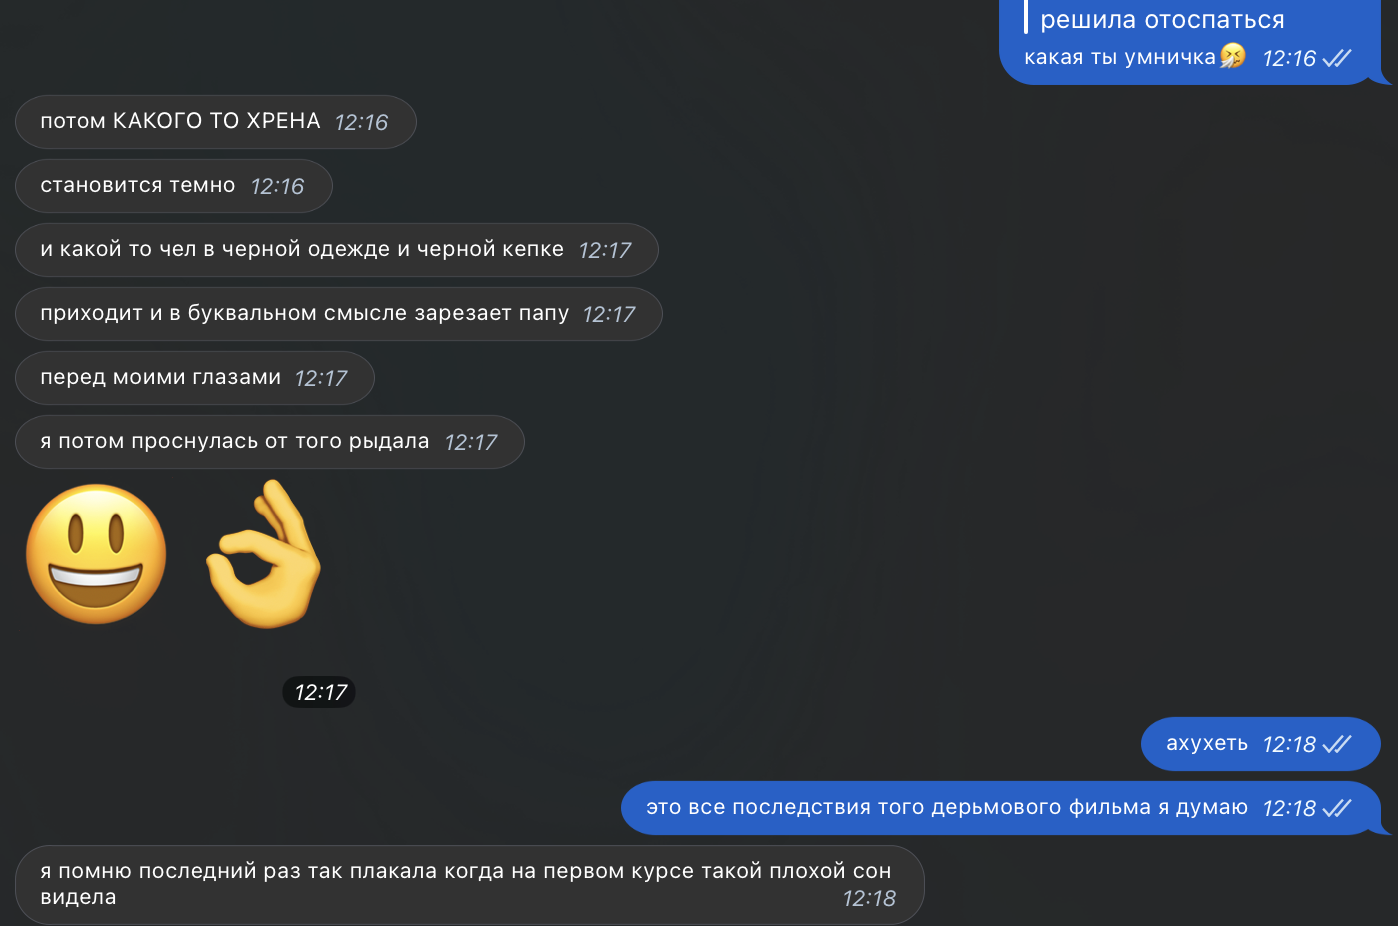 решила отоспаться
какая ты умничка🤧 12:16
потом КАКОГО ТО ХРЕНА 12:16
становится темно 12:16
и какой то чел в черной одежде и черной кепке 12:17
приходит и в буквальном смысле зарезает папу 12:17
перед моими глазами 12:17
я потом проснулась от того рыдала 12:17
12:17
ахухеть 12:18
это все последствия того дерьмового фильма я думаю 12:18
я помню последний раз так плакала когда на первом курсе такой плохой сон
видела 12:18